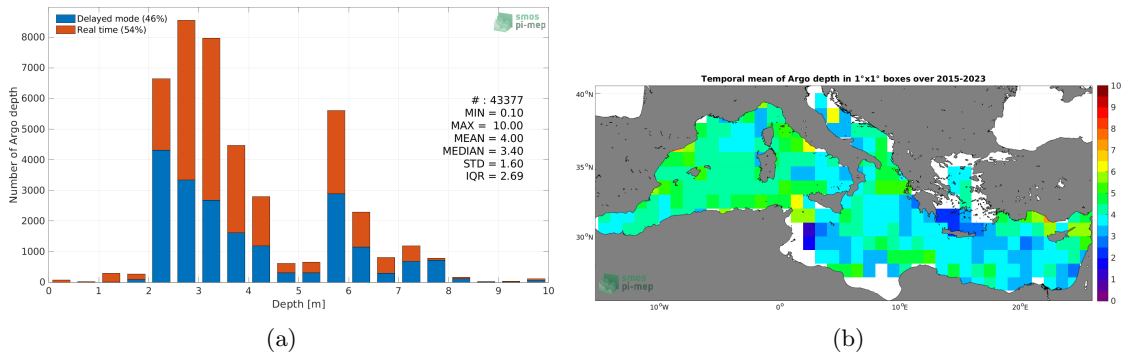 Delayed mode (46%)
Real time (54%)
smos
pi-mep
8000
7000
6000
5000
4000
3000
2000
1000
0
Number of Argo depth
# : 43377
MIN = 0.10
MAX = 10.00
MEAN = 4.00
MEDIAN = 3.40
STD = 1.60
IQR = 2.69
0 1 2 3 4 5 6 7 8 9 10
Depth [m]
(a)
Temporal mean of Argo depth in 1°x1° boxes over 2015-2023
40°N
35°N
30°N
10°W
0°
10°E
20°E
smos
pi-mep
10
9
8
7
6
5
4
3
2
1
0
(b)